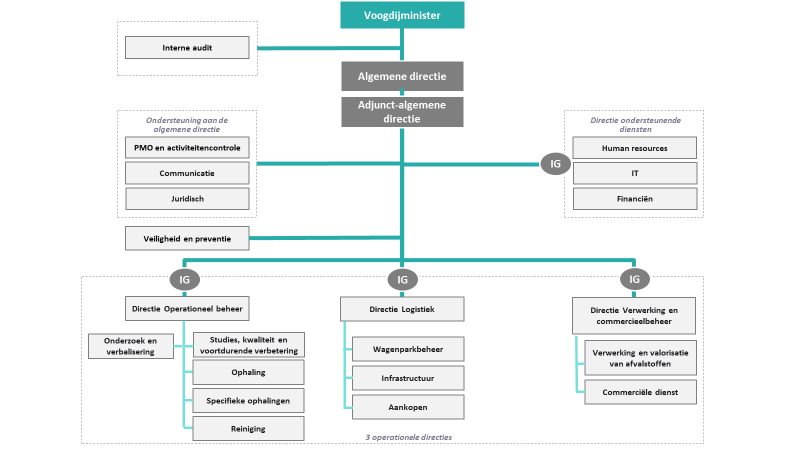 Voogdijminister
Interne audit
Algemene directie
Adjunct-algemene
directie
Ondersteuning aan de
algemene directie
PMO en activiteitencontrole
Communicatie
Juridisch
Directie ondersteunende
diensten
IG
Human resources
IT
Financiën
Veiligheid en preventie
IG
IG
IG
Directie Operationeel beheer
Onderzoek en
verbalisering
Studies, kwaliteit en
voortdurende verbetering
Ophaling
Specifieke ophalingen
Reiniging
Directie Logistiek
Wagenparkbeheer
Infrastructuur
Aankopen
Directie Verwerking en
commercieelbeheer
Verwerking en valorisatie
van afvalstoffen
Commerciële dienst
3 operationele directies